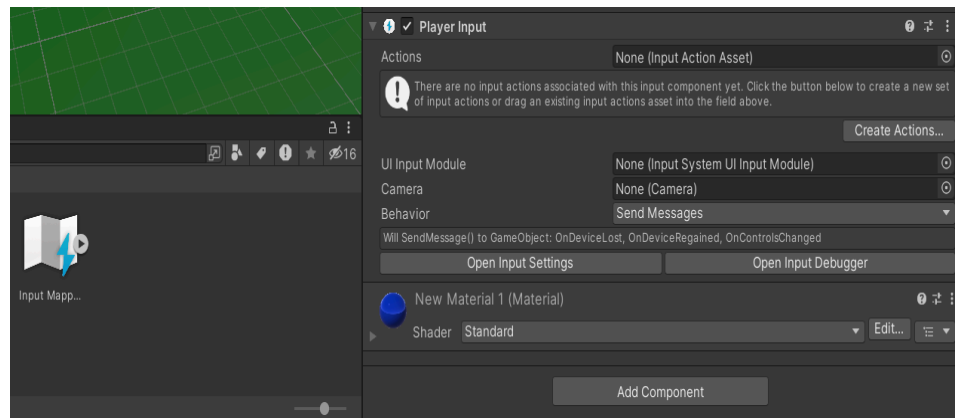 Player Input
Actions None (Input Action Asset)
There are no input actions associated with this input component yet. Click the button below to create a new set
of input actions or drag an existing input actions asset into the field above.
Create Actions...
16
UI Input Module None (Input System UI Input Module)
Camera None (Camera)
Behavior Send Messages
Will SendMessage() to GameObject: OnDeviceLost, OnDeviceRegained, OnControlsChanged
Open Input Settings Open Input Debugger
Input Mapp...
New Material 1 (Material)
Shader Standard Edit...
Add Component